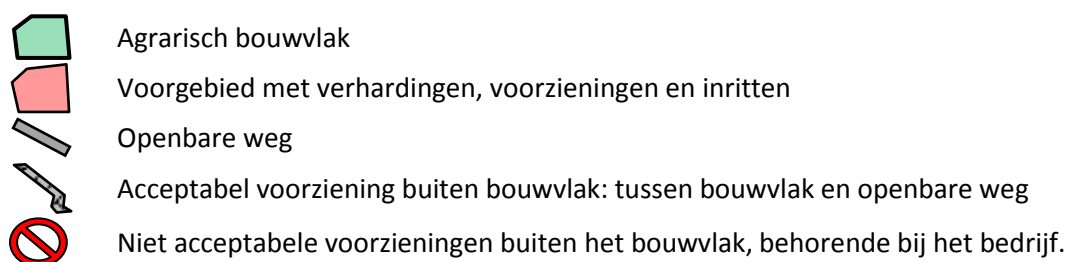 Agrarisch bouwvlak
Voorgebied met verhardingen, voorzieningen en inritten
Openbare weg
Acceptabel voorziening buiten bouwvlak: tussen bouwvlak en openbare weg
Niet acceptabele voorzieningen buiten het bouwvlak, behorende bij het bedrijf.